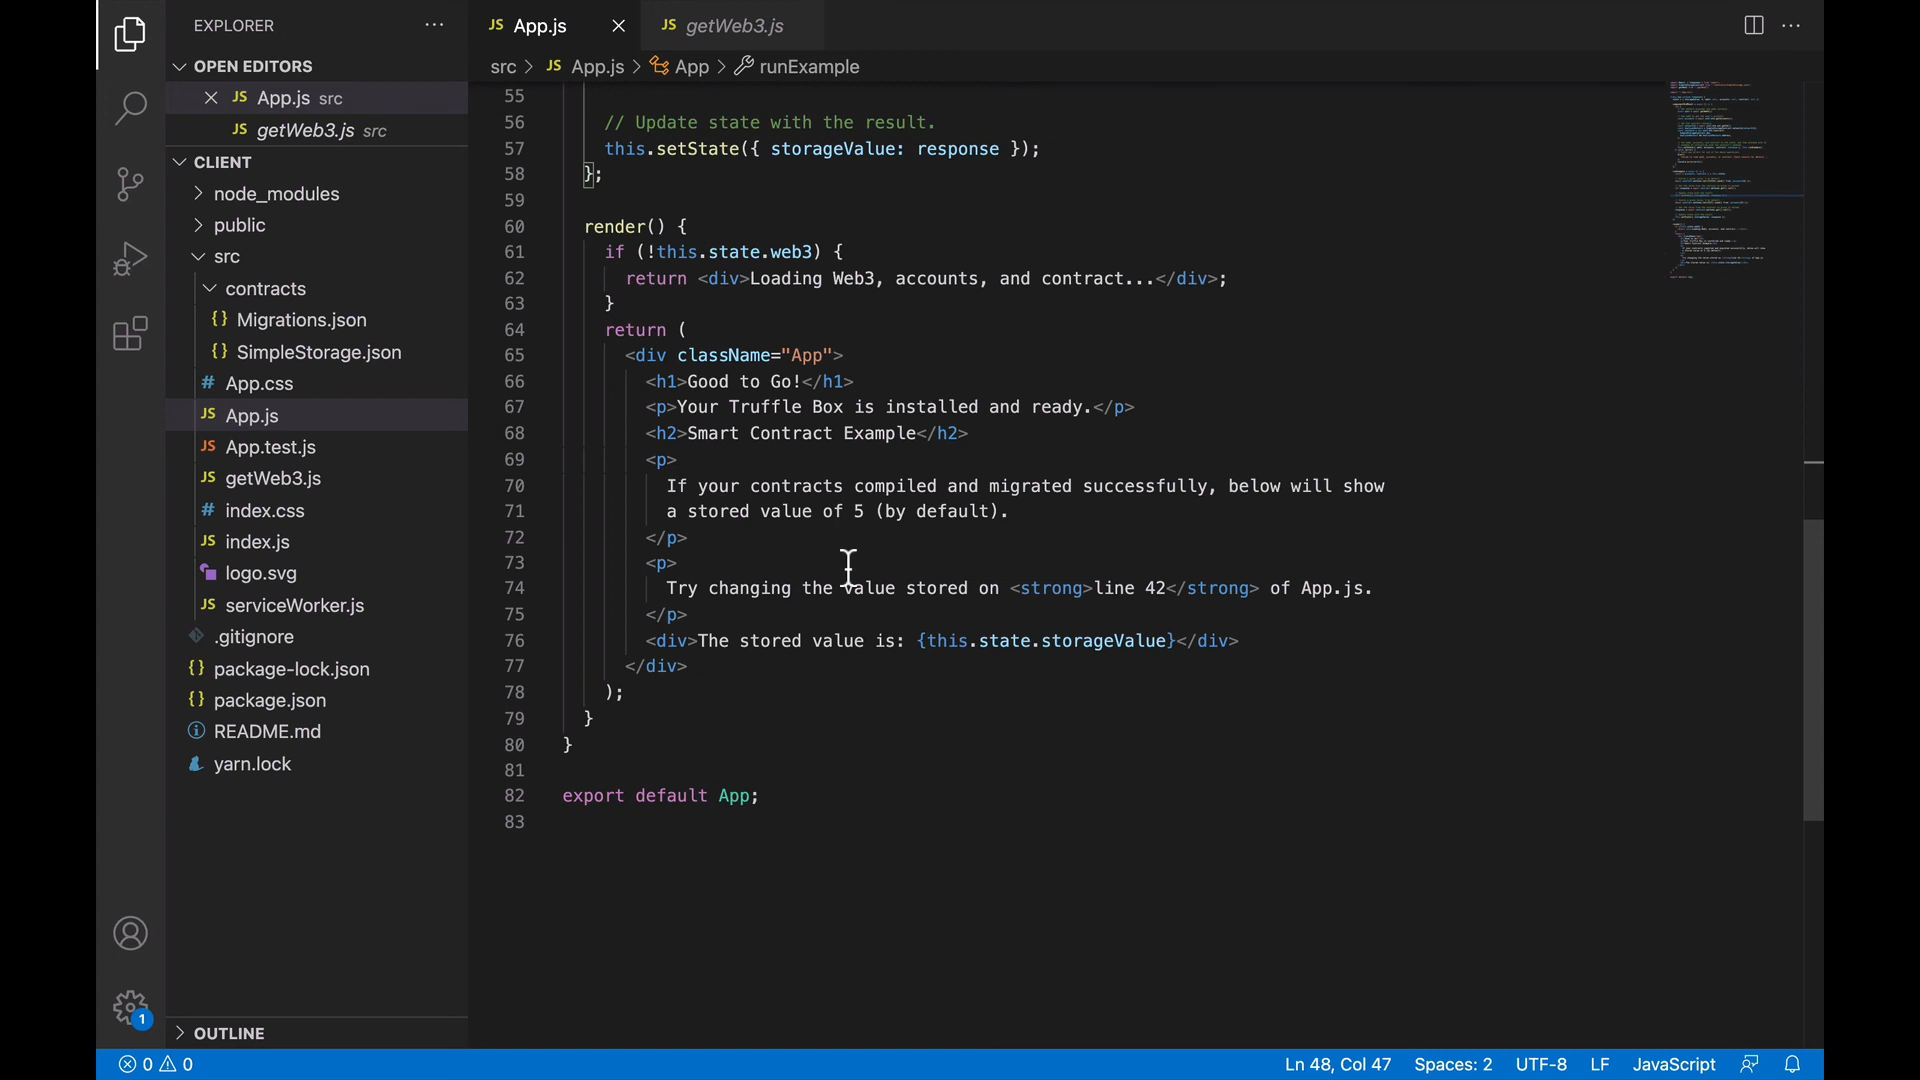 EXPLORER
OPEN EDITORS
JS App.js src
JS getWeb3.js src
CLIENT
node_modules
public
src
contracts
{} Migrations.json
{} SimpleStorage.json
# App.css
JS App.js
JS App.test.js
JS getWeb3.js
# index.css
JS index.js
logo.svg
JS serviceWorker.js
.gitignore
{} package-lock.json
{} package.json
README.md
yarn.lock
OUTLINE
1
JS App.js
JS getWeb3.js
src > JS App.js > App > runExample
55
56 // Update state with the result.
57 this.setState({ storageValue: response });
58 };
59
60 render() {
61 if (!this.state.web3) {
62 return <div>Loading Web3, accounts, and contract...</div>;
63 }
64 return (
65 <div className="App">
66 <h1>Good to Go!</h1>
67 <p>Your Truffle Box is installed and ready.</p>
68 <h2>Smart Contract Example</h2>
69 <p>
70 If your contracts compiled and migrated successfully, below will show
71 a stored value of 5 (by default).
72 </p>
73 <p>
74 Try changing the value stored on <strong>line 42</strong> of App.js.
75 </p>
76 <div>The stored value is: {this.state.storageValue}</div>
77 </div>
78 );
79 }
80 }
81
82 export default App;
83
0 0
Ln 48, Col 47 Spaces: 2 UTF-8 LF JavaScript